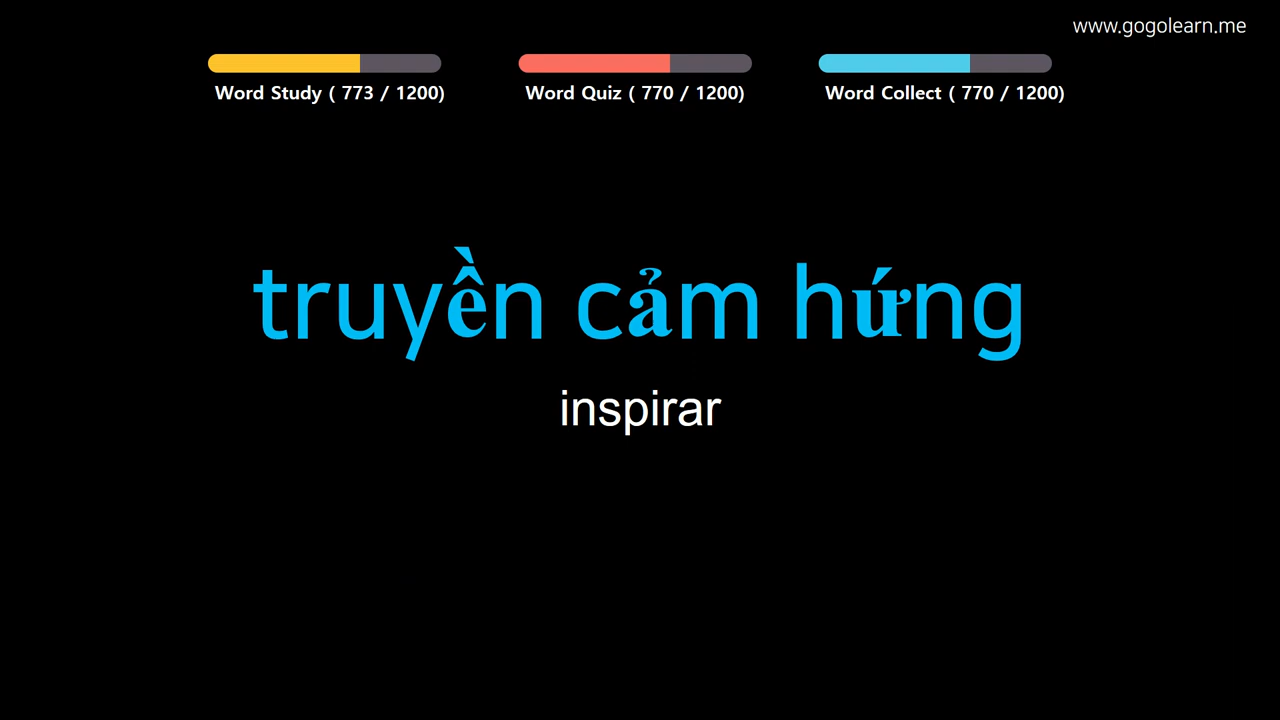 www.gogolearn.me
Word Study ( 773 / 1200)
Word Quiz ( 770 / 1200)
Word Collect ( 770 / 1200)
truyền cảm hứng
inspirar